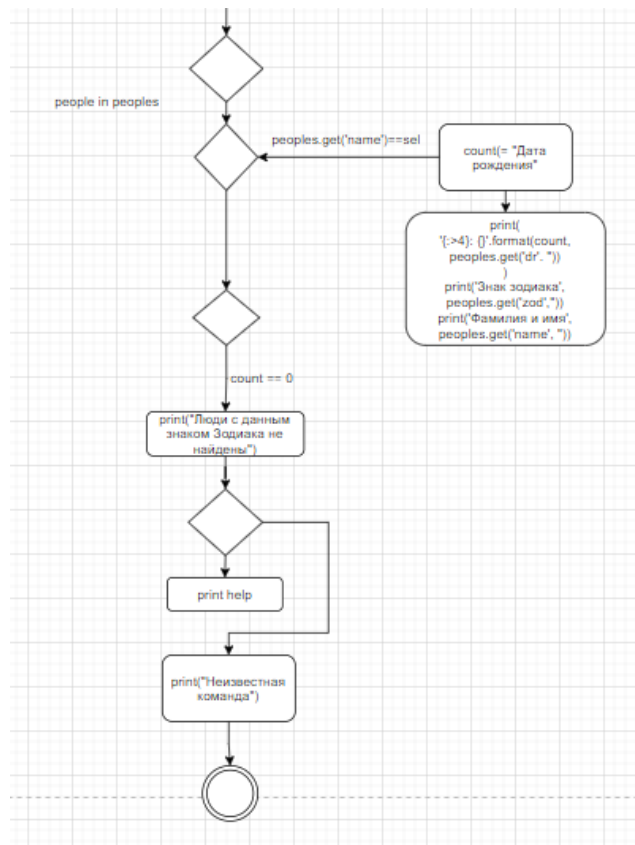 people in peoples
peoples.get('name')==sel
count(= "Дата
рождения"
print(
'{:>4}: {}'.format(count,
peoples.get('dr'. ''))
)
print('Знак зодиака',
peoples.get('zod',''))
print('Фамилия и имя',
peoples.get('name', ''))
count == 0
print("Люди с данным
знаком Зодиака не
найдены")
print help
print("Неизвестная
команда")